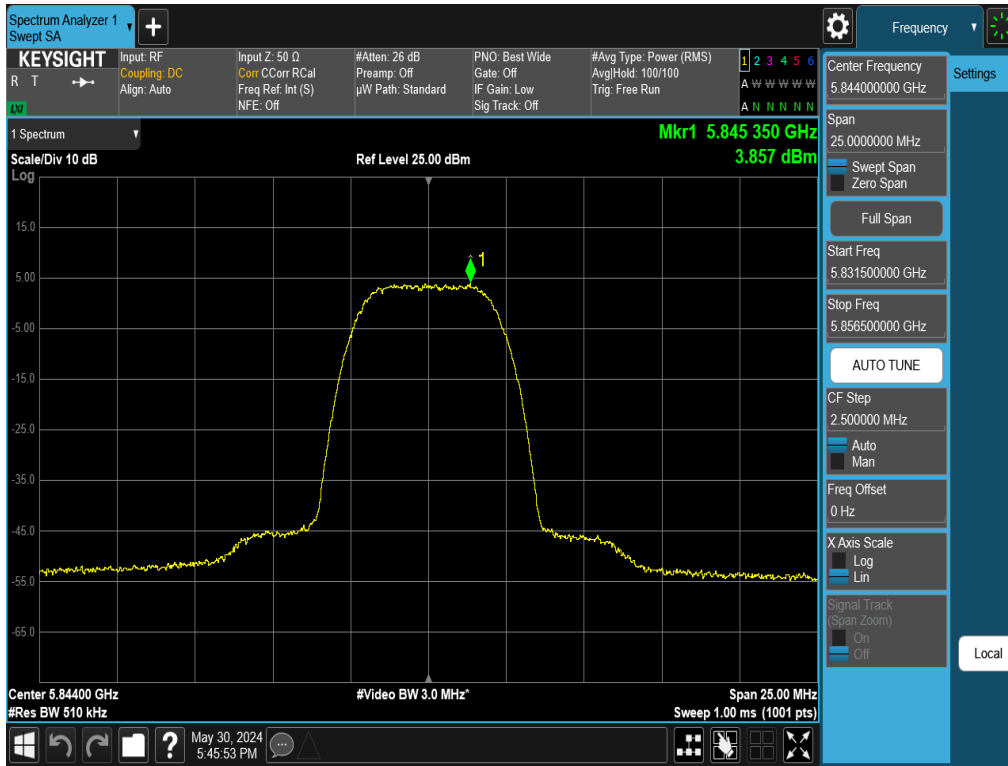 Spectrum Analyzer 1
Swept SA
+
Frequency
KEYSIGHT
R T
LXI
Input: RF
Coupling: DC
Align: Auto
Input Z: 50 Ω
Corr CCorr RCal
Freq Ref: Int (S)
NFE: Off
#Atten: 26 dB
Preamp: Off
µW Path: Standard
PNO: Best Wide
Gate: Off
IF Gain: Low
Sig Track: Off
#Avg Type: Power (RMS)
Avg|Hold: 100/100
Trig: Free Run
1 2 3 4 5 6
A W W W W W
A N N N N N
1 Spectrum
Scale/Div 10 dB
Log
Ref Level 25.00 dBm
Mkr1 5.845 350 GHz
3.857 dBm
1
15.0
5.00
-5.00
-15.0
-25.0
-35.0
-45.0
-55.0
-65.0
Center 5.84400 GHz
#Res BW 510 kHz
#Video BW 3.0 MHz*
Span 25.00 MHz
Sweep 1.00 ms (1001 pts)
Center Frequency
5.844000000 GHz
Span
25.0000000 MHz
Swept Span
Zero Span
Full Span
Start Freq
5.831500000 GHz
Stop Freq
5.856500000 GHz
AUTO TUNE
CF Step
2.500000 MHz
Auto
Man
Freq Offset
0 Hz
X Axis Scale
Log
Lin
Signal Track
(Span Zoom)
On
Off
Settings
Local
?
May 30, 2024
5:45:53 PM